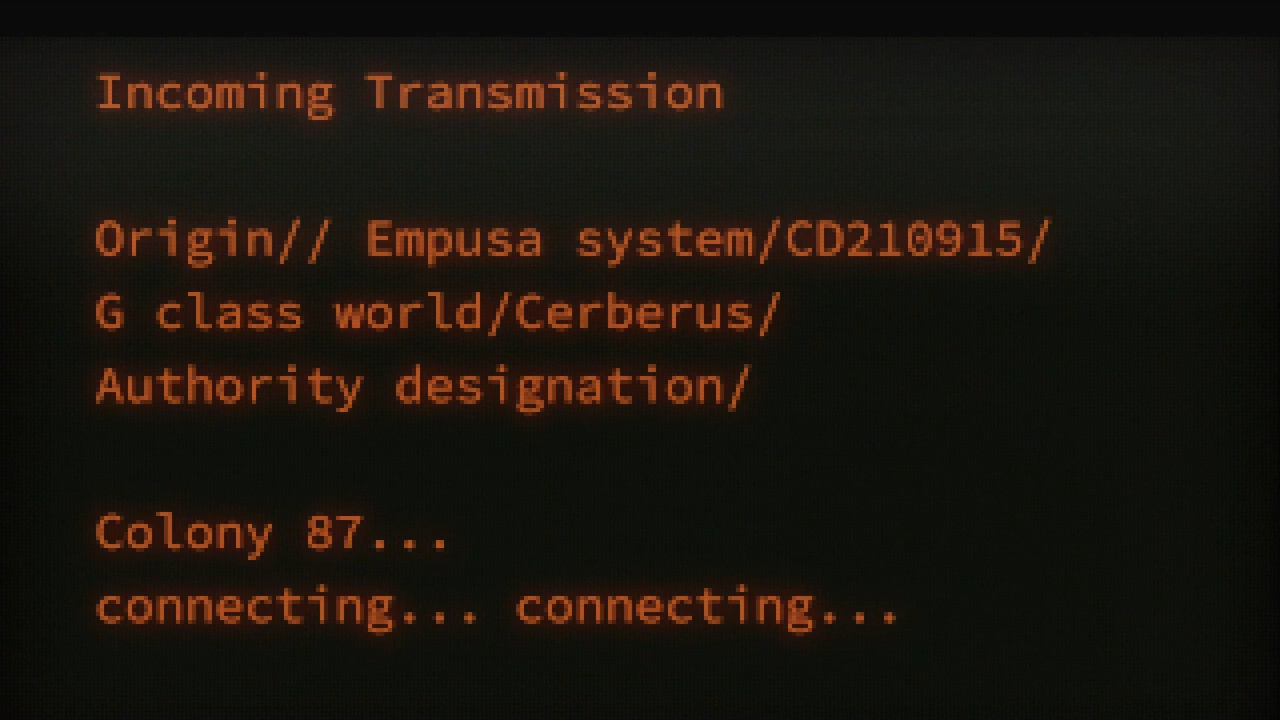 Incoming Transmission
Origin// Empusa system/CD210915/
G class world/Cerberus/
Authority designation/
Colony 87...
connecting... connecting...